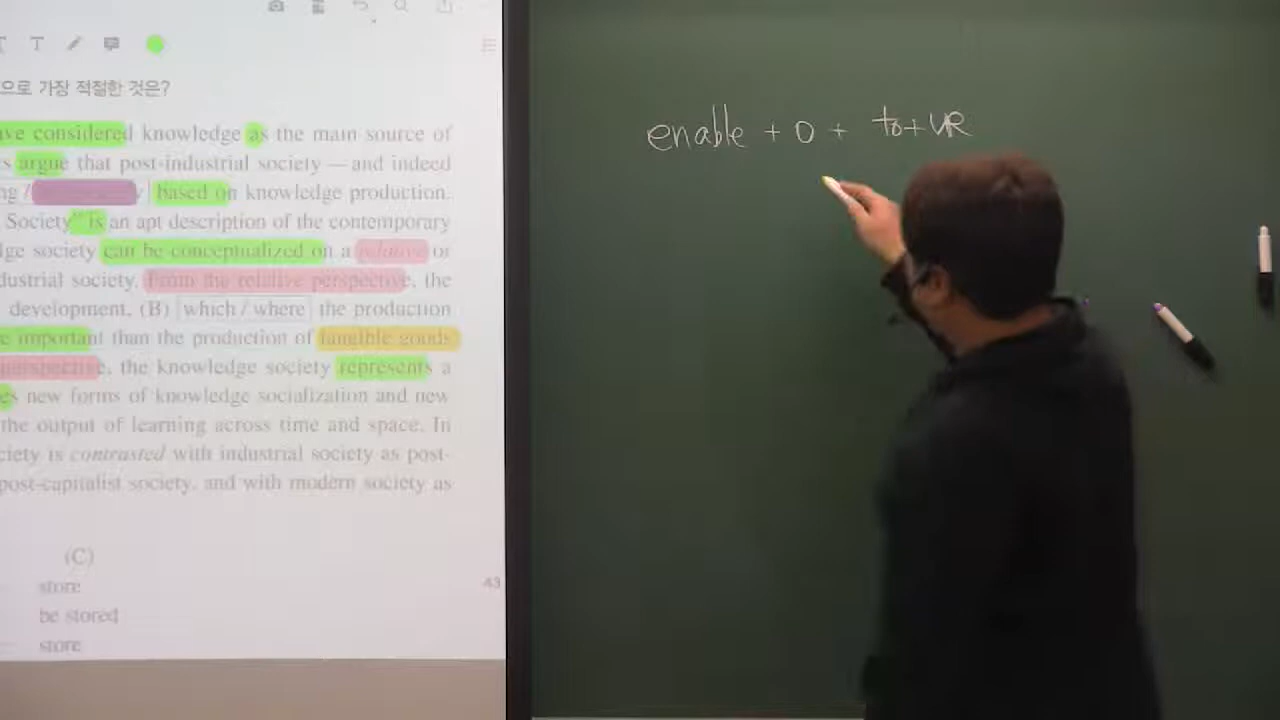 으로 가장 적절한 것은?
ave considered knowledge as the main source of
s argue that post-industrial society — and indeed
ng / y based on knowledge production.
Society" is an apt description of the contemporary
dge society can be conceptualized on a relative or
dustrial society. From the relative perspective, the
development, (B) which / where the production
e important than the production of tangible goods
perspective, the knowledge society represents a
es new forms of knowledge socialization and new
the output of learning across time and space. In
ciety is contrasted with industrial society as post-
post-capitalist society, and with modern society as
(C)
store
43
be stored
store
enable + O + to + VR